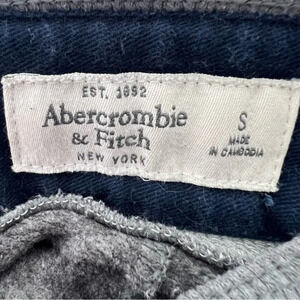 EST. 1892
Abercrombie
& Fitch
NEW YORK
S
MADE
IN CAMBODIA